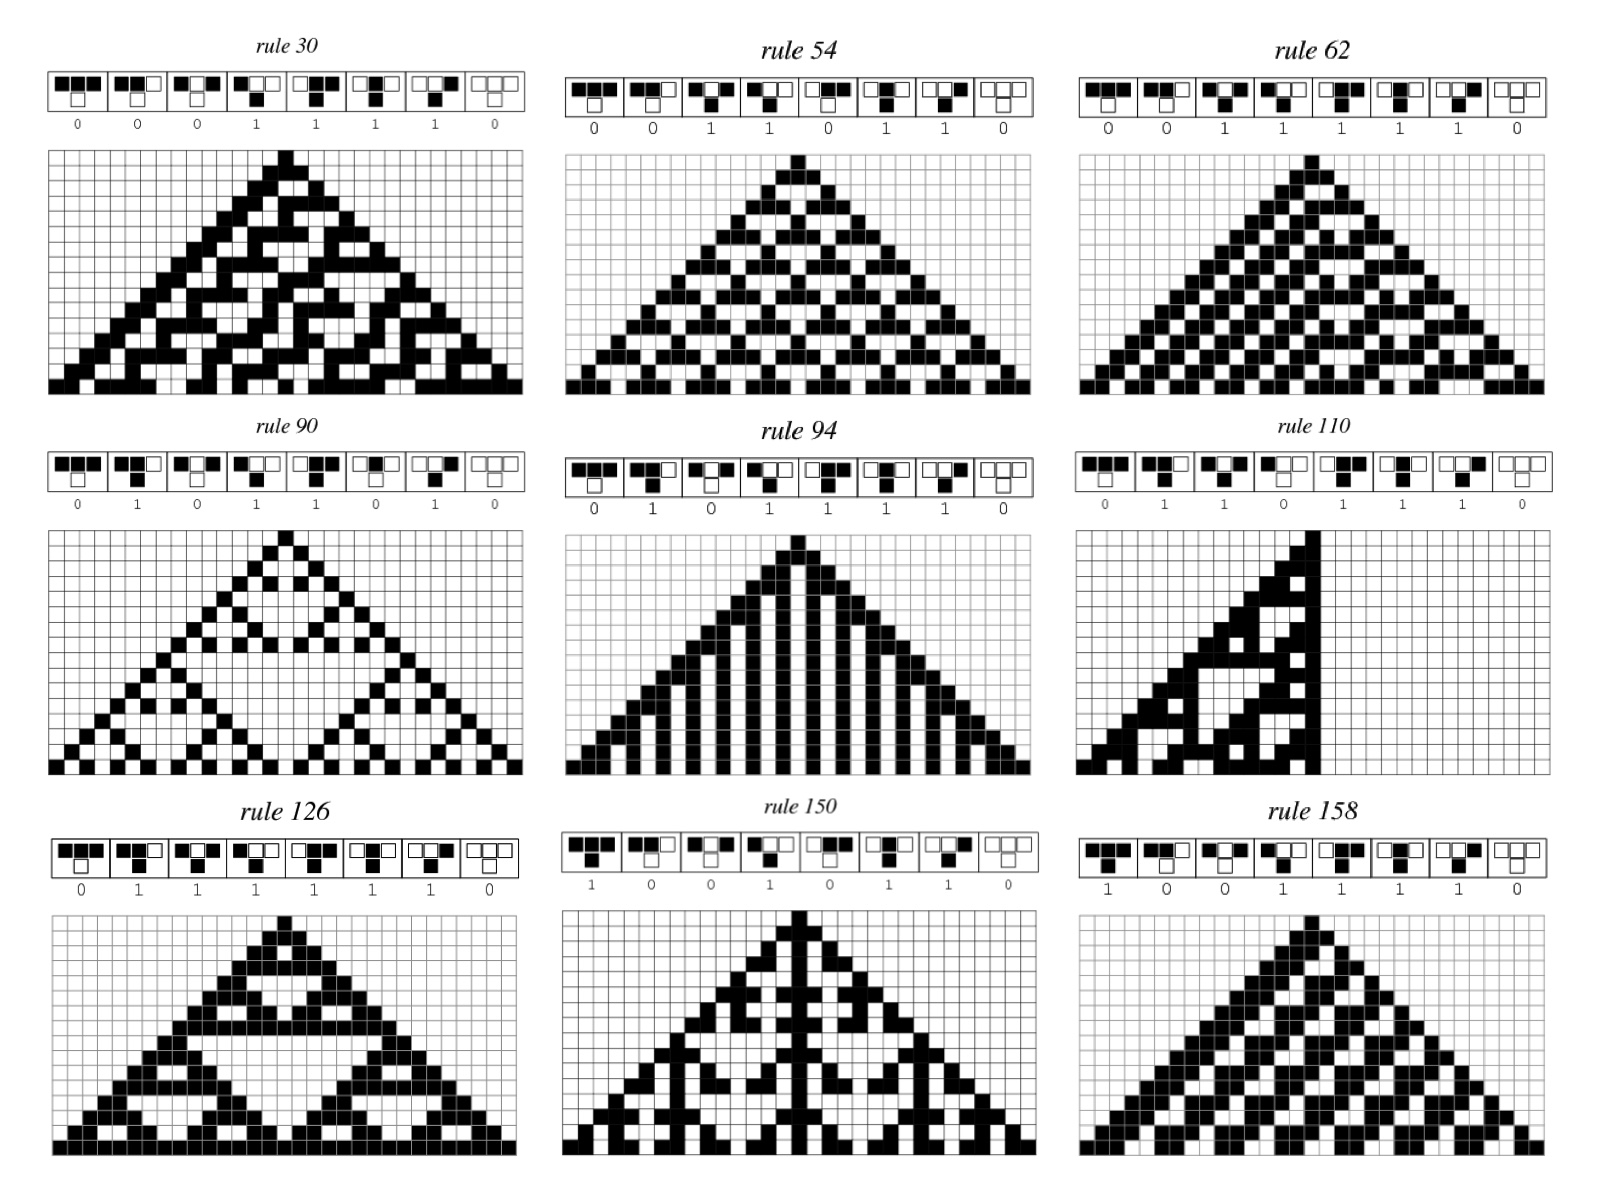 rule 30
0 0 0 1 1 1 1 0
rule 54
0 0 1 1 0 1 1 0
rule 62
0 0 1 1 1 1 1 0
rule 90
0 1 0 1 1 0 1 0
rule 94
0 1 0 1 1 1 1 0
rule 110
0 1 1 0 1 1 1 0
rule 126
0 1 1 1 1 1 1 0
rule 150
1 0 0 1 0 1 1 0
rule 158
1 0 0 1 1 1 1 0